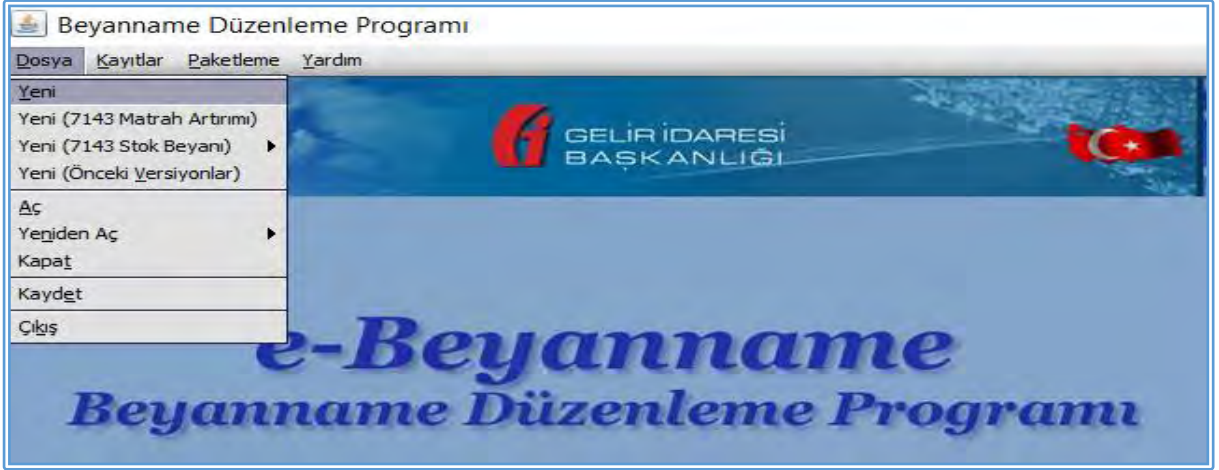 Beyanname Düzenleme Programı
Dosya Kayıtlar Paketleme Yardım
Yeni
Yeni (7143 Matrah Artırımı)
Yeni (7143 Stok Beyanı)
Yeni (Önceki Versiyonlar)
Aç
Yeniden Aç
Kapat
Kaydet
Çıkış
GELİR İDARESİ
BAŞKANLIĞI
e-Beyanname
Beyanname Düzenleme Programı